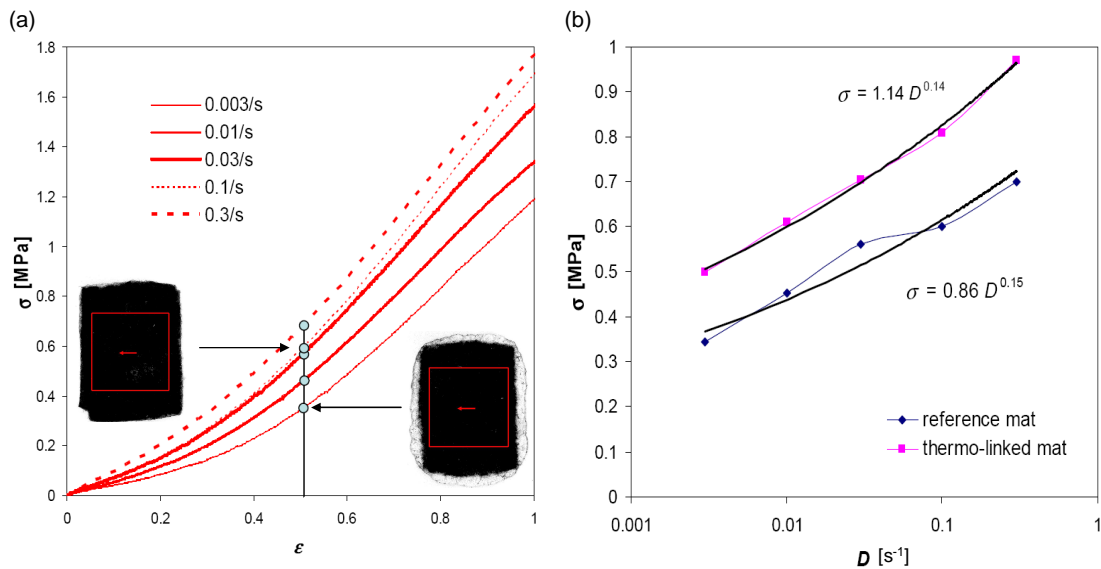 (a)
1.8
1.6
1.4
1.2
1
0.8
0.6
0.4
0.2
0
σ [MPa]
0.003/s
0.01/s
0.03/s
0.1/s
0.3/s
0
0.2
0.4
0.6
0.8
1
ε
(b)
1
0.9
0.8
0.7
0.6
0.5
0.4
0.3
0.2
0.1
0
σ [MPa]
σ = 1.14 D^0.14
σ = 0.86 D^0.15
reference mat
thermo-linked mat
0.001
0.01
0.1
1
D [s⁻¹]